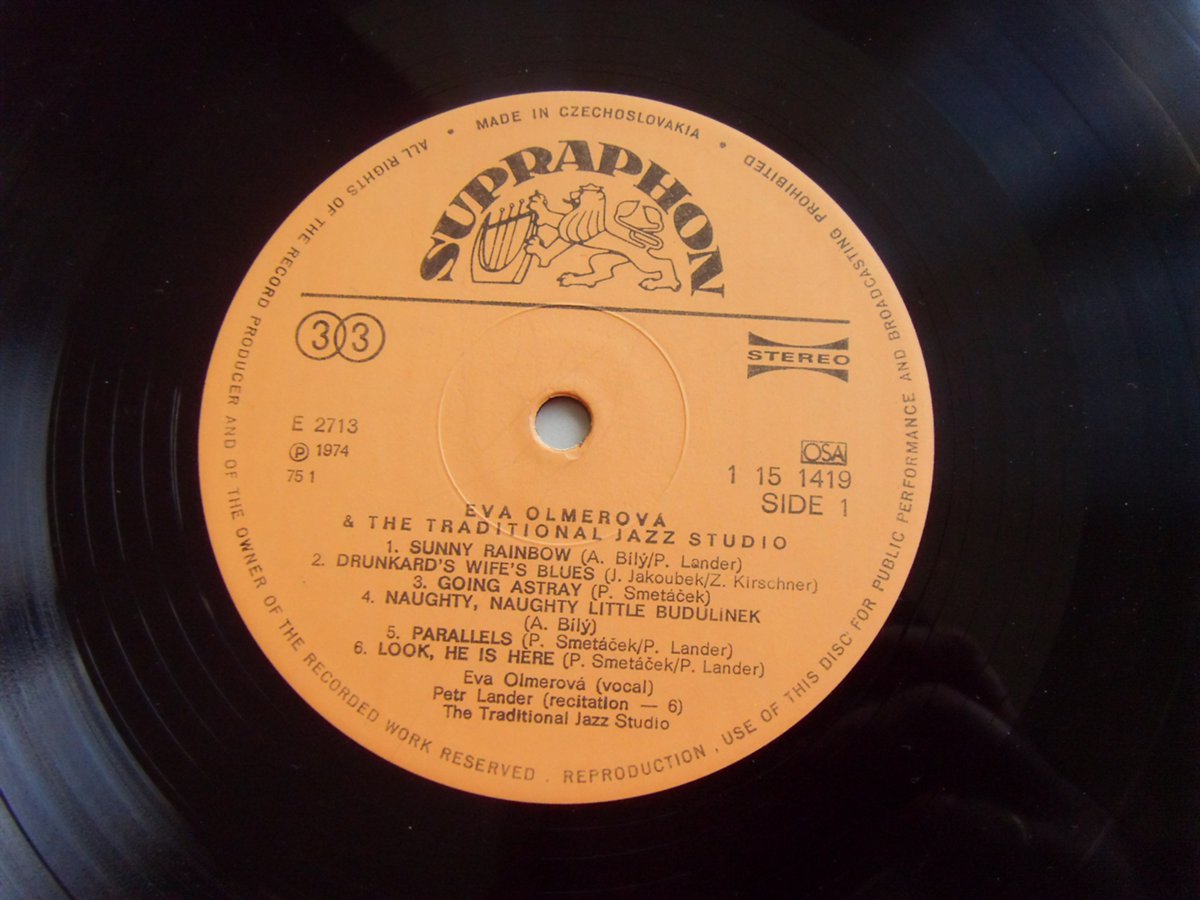 MADE IN CZECHOSLOVAKIA • PROHIBITED
ALL RIGHTS OF THE RECORD PRODUCER AND OF THE OWNER OF THE RECORDED WORK RESERVED . REPRODUCTION , USE OF THIS DISC FOR PUBLIC PERFORMANCE AND BROADCASTING
SUPRAPHON
33
STEREO
E 2713
Ⓟ 1974
75 1
OSA
1 15 1419
SIDE 1
EVA OLMEROVÁ
& THE TRADITIONAL JAZZ STUDIO
1. SUNNY RAINBOW (A. Bílý/P. Lander)
2. DRUNKARD'S WIFE'S BLUES (J. Jakoubek/Z. Kirschner)
3. GOING ASTRAY (P. Smetáček)
4. NAUGHTY, NAUGHTY LITTLE BUDULíNEK
(A. Bílý)
5. PARALLELS (P. Smetáček/P. Lander)
6. LOOK, HE IS HERE (P. Smetáček/P. Lander)
Eva Olmerová (vocal)
Petr Lander (recitation — 6)
The Traditional Jazz Studio